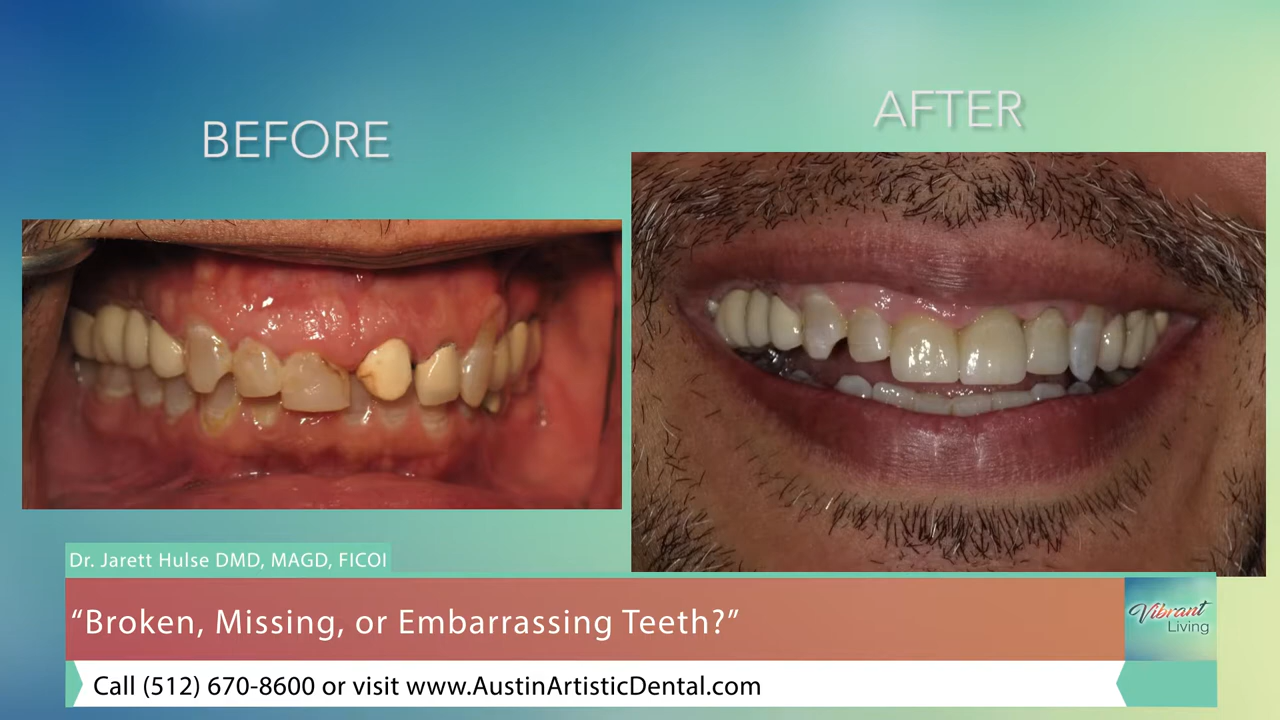 BEFORE
AFTER
Dr. Jarett Hulse DMD, MAGD, FICOI
“Broken, Missing, or Embarrassing Teeth?”
Vibrant
Living
Call (512) 670-8600 or visit www.AustinArtisticDental.com